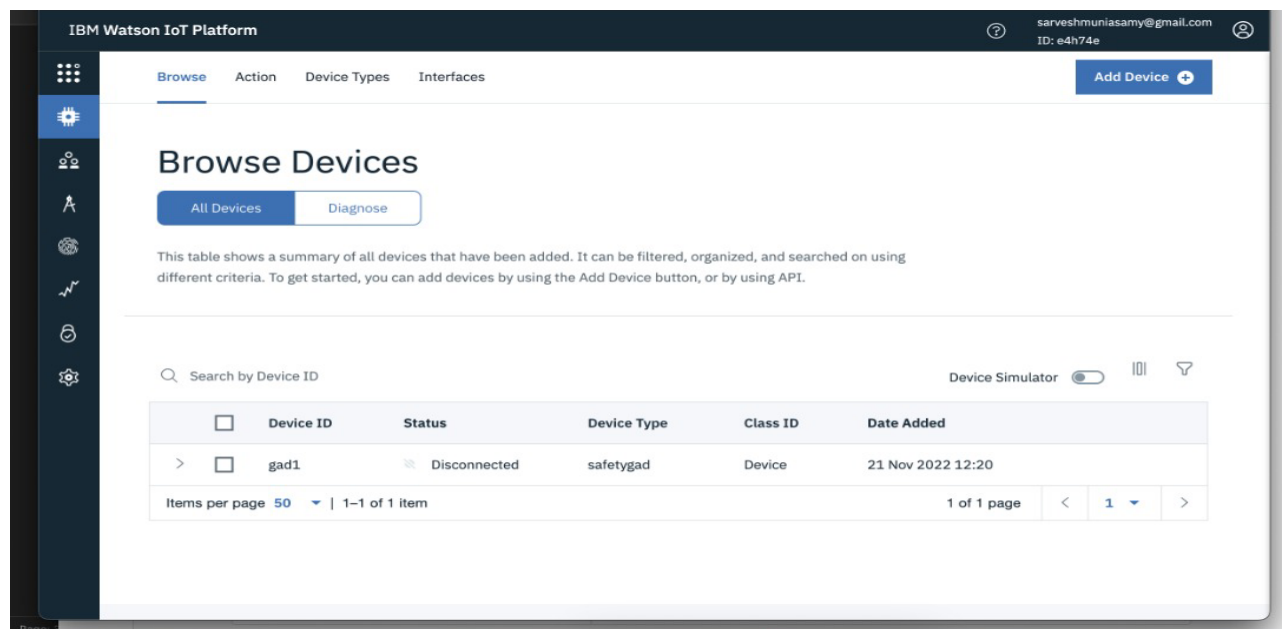 IBM Watson IoT Platform
sarveshmuniasamy@gmail.com
ID: e4h74e
Browse Action Device Types Interfaces
Add Device
Browse Devices
All Devices Diagnose
This table shows a summary of all devices that have been added. It can be filtered, organized, and searched on using
different criteria. To get started, you can add devices by using the Add Device button, or by using API.
Search by Device ID
Device Simulator
Device ID Status Device Type Class ID Date Added
gad1 Disconnected safetygad Device 21 Nov 2022 12:20
Items per page 50 | 1–1 of 1 item 1 of 1 page 1